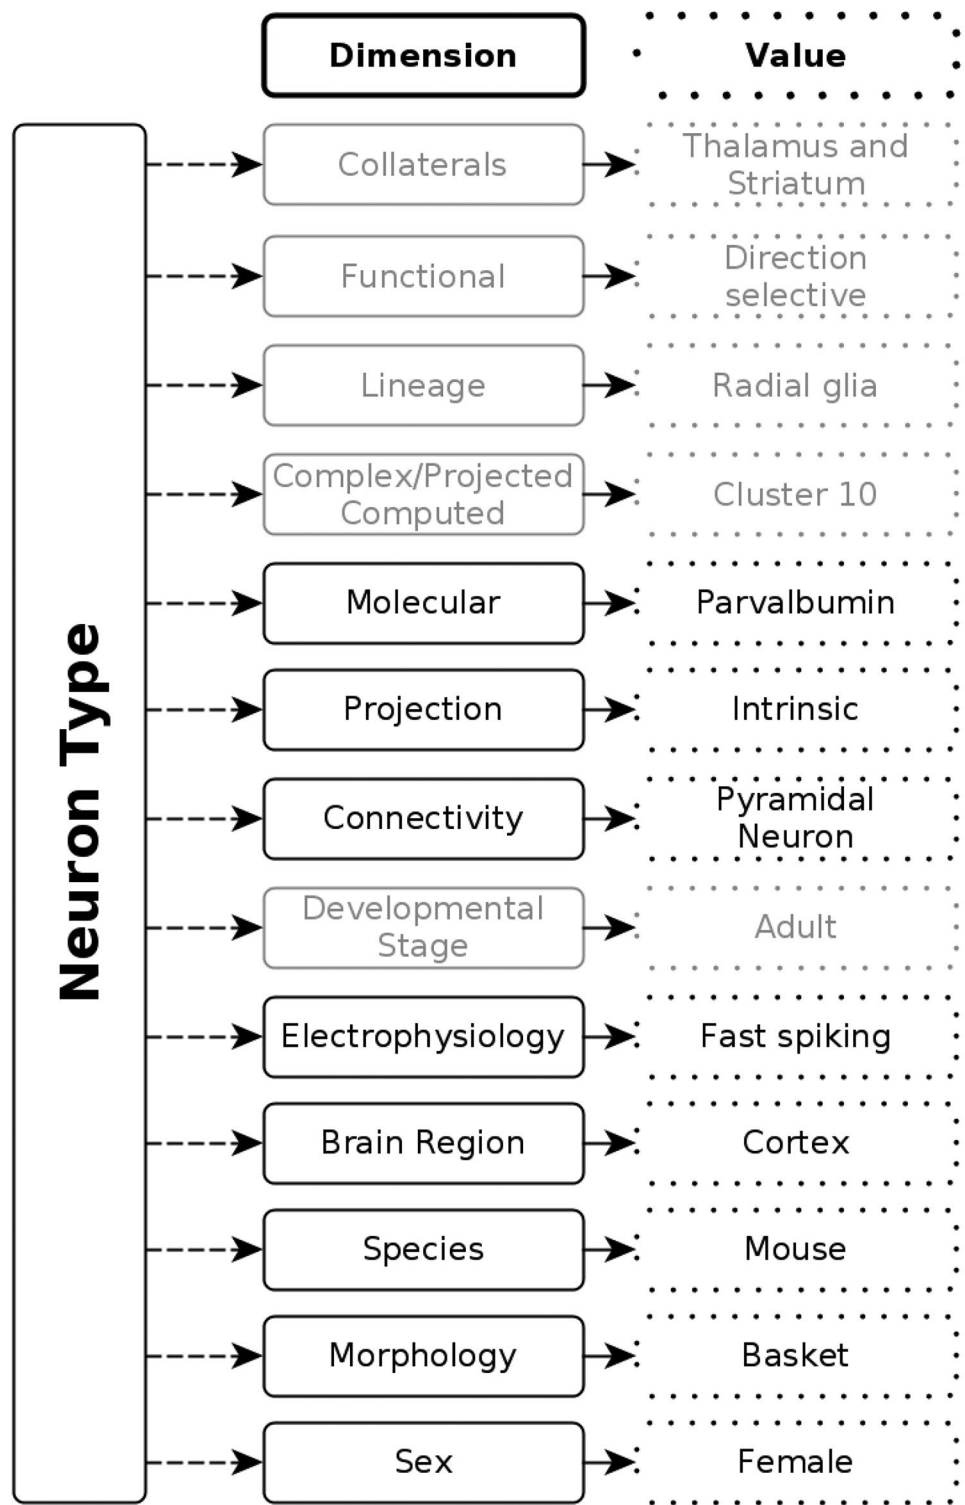 Dimension
Value
Neuron Type
Collaterals
Thalamus and
Striatum
Functional
Direction
selective
Lineage
Radial glia
Complex/Projected
Computed
Cluster 10
Molecular
Parvalbumin
Projection
Intrinsic
Connectivity
Pyramidal
Neuron
Developmental
Stage
Adult
Electrophysiology
Fast spiking
Brain Region
Cortex
Species
Mouse
Morphology
Basket
Sex
Female